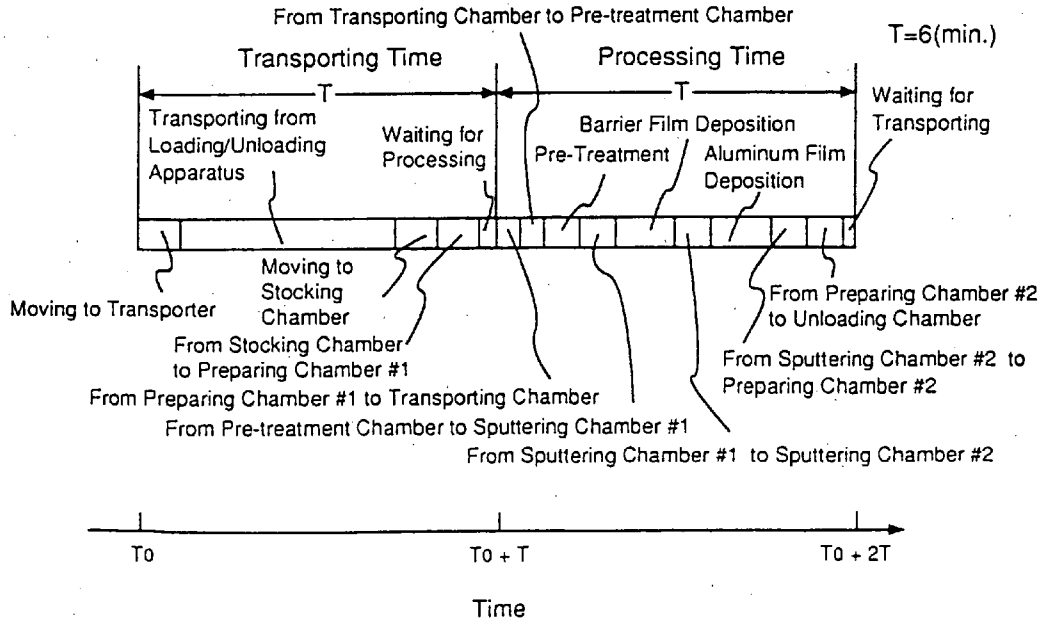 From Transporting Chamber to Pre-treatment Chamber
T=6(min.)
Transporting Time
Processing Time
T
T
Transporting from
Loading/Unloading
Apparatus
Waiting for
Processing
Barrier Film Deposition
Pre-Treatment
Aluminum Film
Deposition
Waiting for
Transporting
Moving to Transporter
Moving to
Stocking
Chamber
From Stocking Chamber
to Preparing Chamber #1
From Preparing Chamber #1 to Transporting Chamber
From Pre-treatment Chamber to Sputtering Chamber #1
From Sputtering Chamber #1 to Sputtering Chamber #2
From Preparing Chamber #2
to Unloading Chamber
From Sputtering Chamber #2 to
Preparing Chamber #2
To
To + T
To + 2T
Time